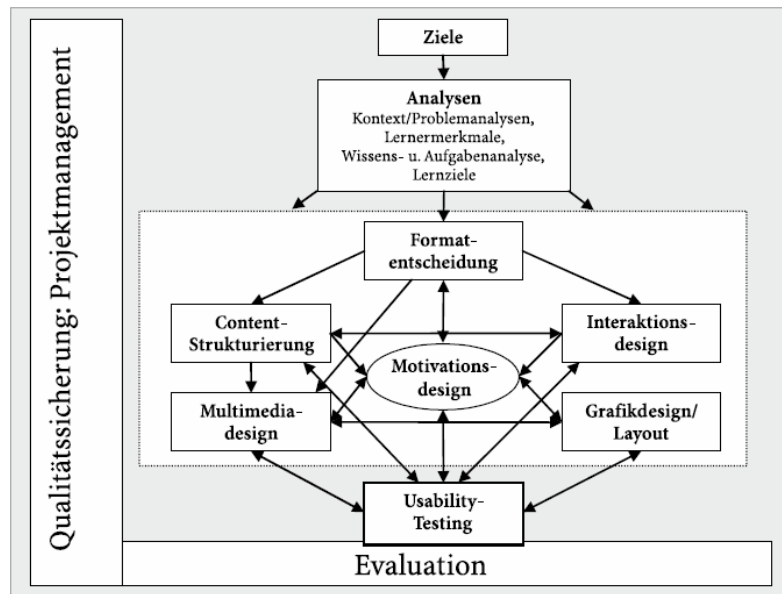 Qualitätssicherung: Projektmanagement
Ziele
Analysen
Kontext/Problemanalysen,
Lernermerkmale,
Wissens- u. Aufgabenanalyse,
Lernziele
Format-
entscheidung
Content-
Strukturierung
Interaktions-
design
Motivations-
design
Multimedia-
design
Grafikdesign/
Layout
Usability-
Testing
Evaluation